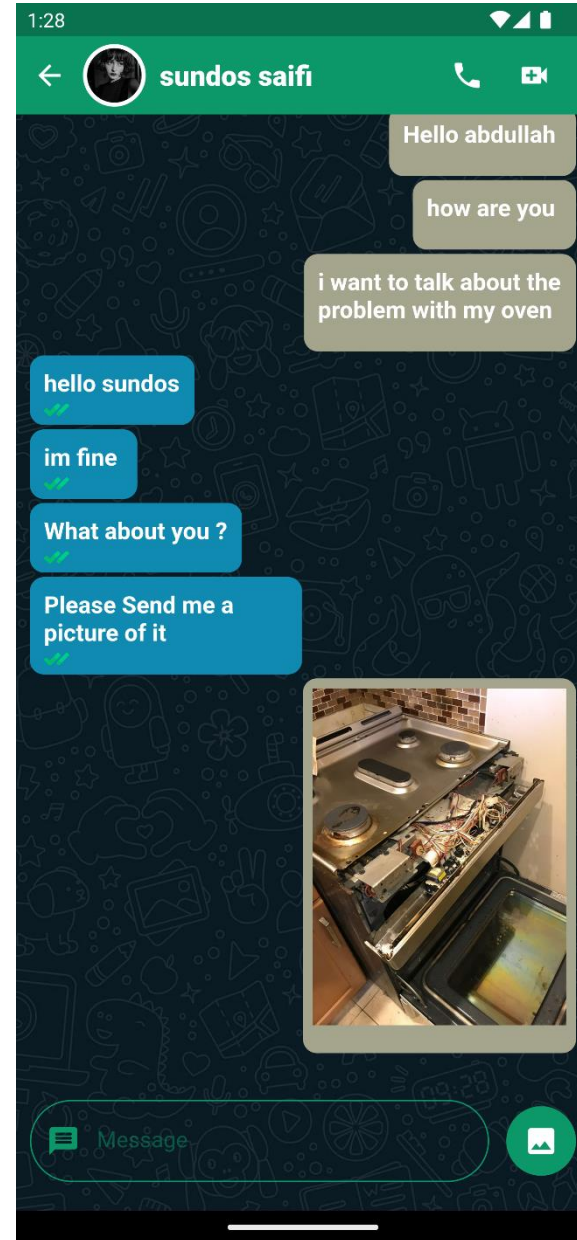 1:28
sundos saifi
Hello abdullah
how are you
i want to talk about the
problem with my oven
hello sundos
im fine
What about you ?
Please Send me a
picture of it
Message